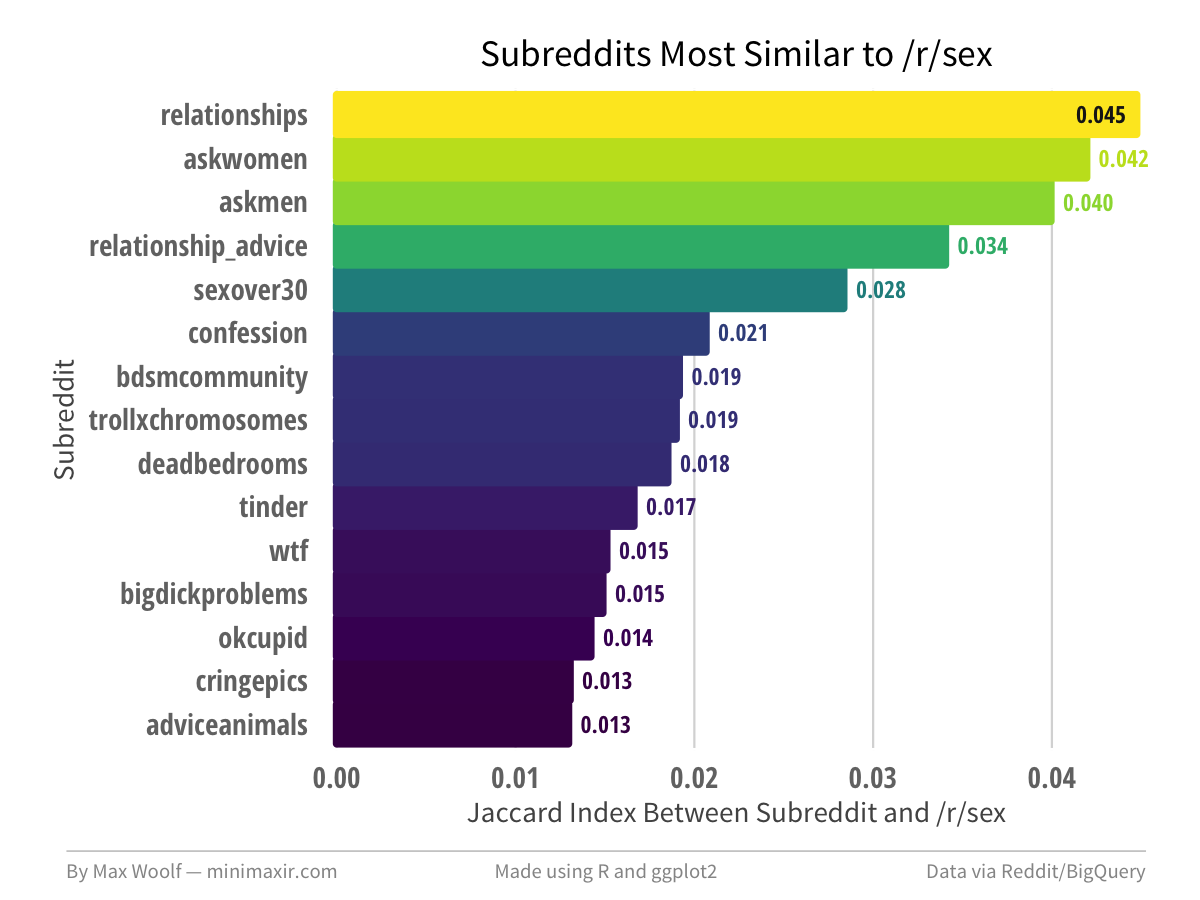 Subreddits Most Similar to /r/sex
relationships 0.045
askwomen 0.042
askmen 0.040
relationship_advice 0.034
sexover30 0.028
confession 0.021
bdsmcommunity 0.019
trollxchromosomes 0.019
deadbedrooms 0.018
tinder 0.017
wtf 0.015
bigdickproblems 0.015
okcupid 0.014
cringepics 0.013
adviceanimals 0.013
Subreddit
0.00 0.01 0.02 0.03 0.04
Jaccard Index Between Subreddit and /r/sex
By Max Woolf — minimaxir.com Made using R and ggplot2 Data via Reddit/BigQuery